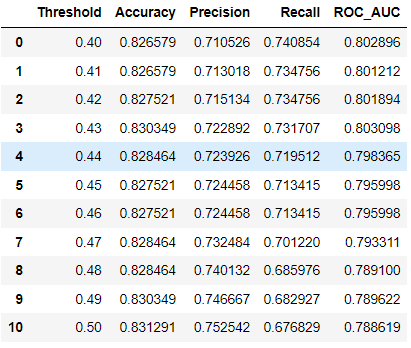 Threshold Accuracy Precision Recall ROC_AUC
0 0.40 0.826579 0.710526 0.740854 0.802896
1 0.41 0.826579 0.713018 0.734756 0.801212
2 0.42 0.827521 0.715134 0.734756 0.801894
3 0.43 0.830349 0.722892 0.731707 0.803098
4 0.44 0.828464 0.723926 0.719512 0.798365
5 0.45 0.827521 0.724458 0.713415 0.795998
6 0.46 0.827521 0.724458 0.713415 0.795998
7 0.47 0.828464 0.732484 0.701220 0.793311
8 0.48 0.828464 0.740132 0.685976 0.789100
9 0.49 0.830349 0.746667 0.682927 0.789622
10 0.50 0.831291 0.752542 0.676829 0.788619